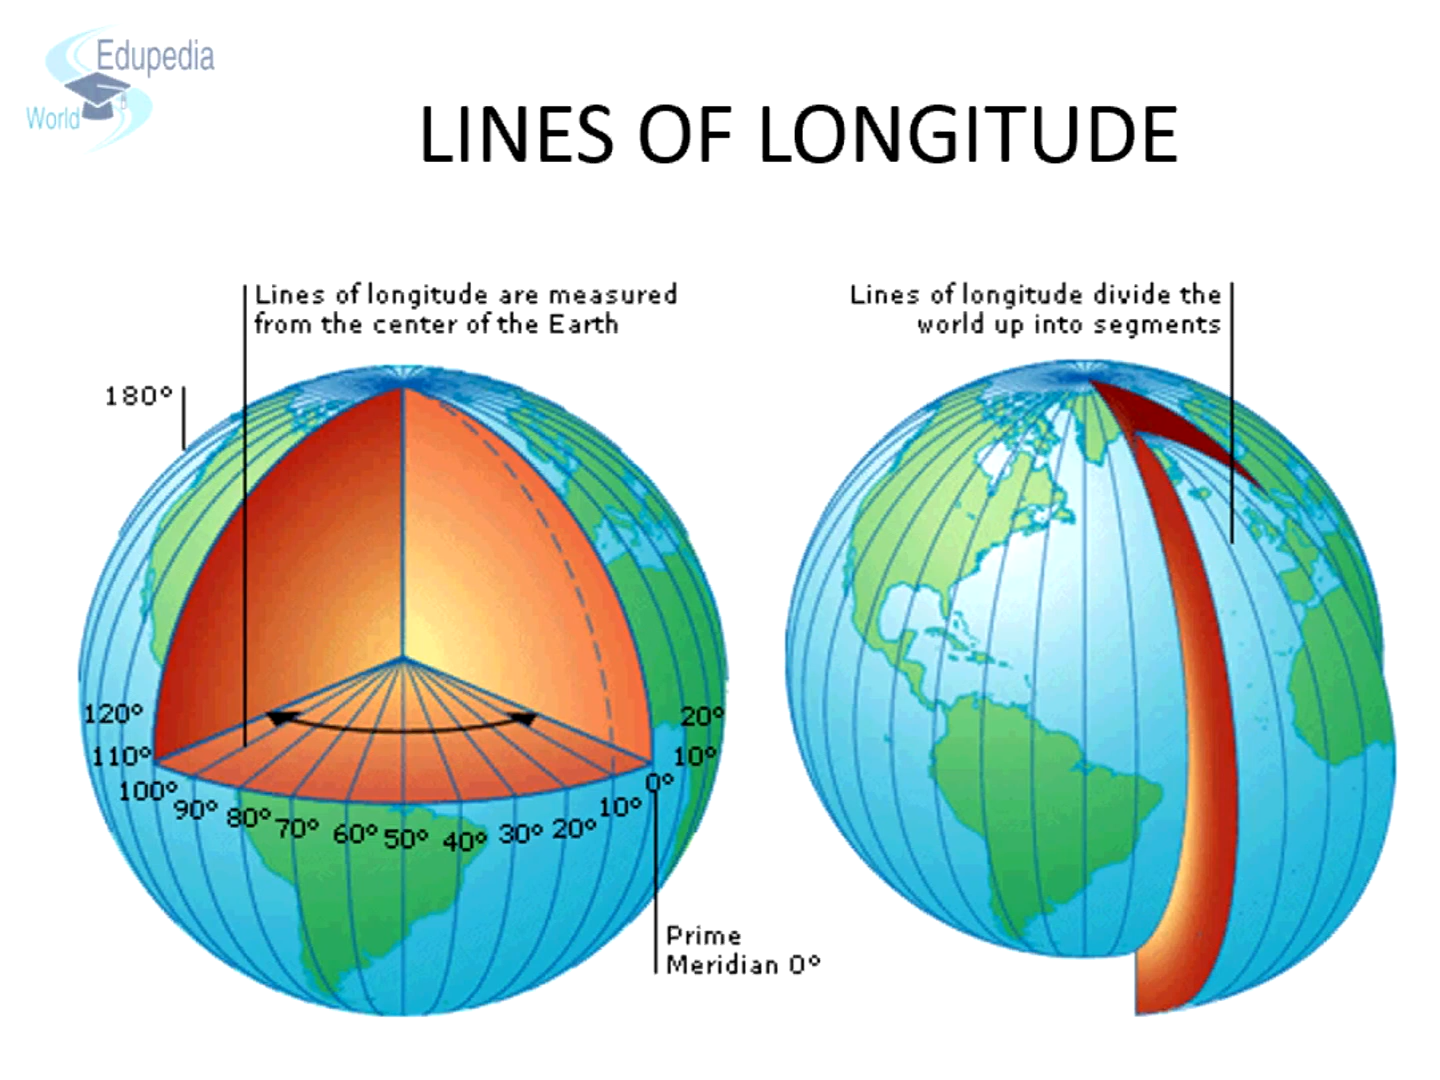 Edupedia
World
LINES OF LONGITUDE
Lines of longitude are measured
from the center of the Earth
Lines of longitude divide the
world up into segments
180°
120°
110°
100°
90°
80°
70°
60°
50°
40°
30°
20°
10°
0°
10°
20°
Prime
Meridian 0°